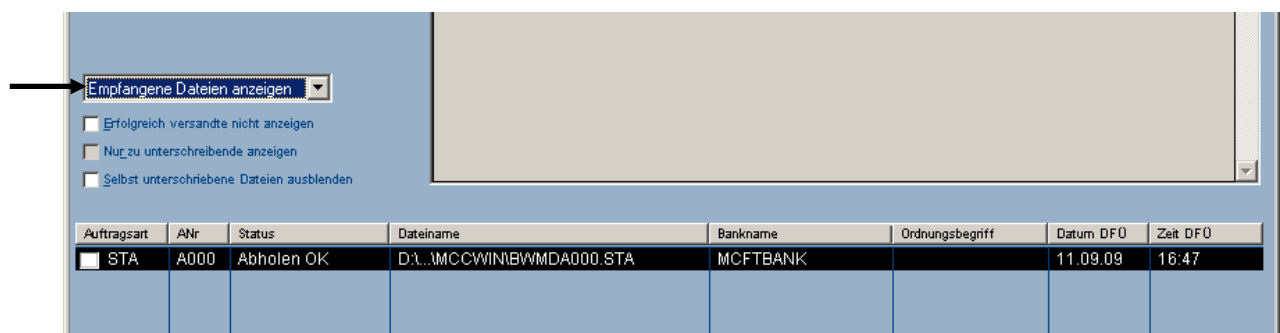 Empfangene Dateien anzeigen
Erfolgreich versandte nicht anzeigen
Nur zu unterschreibende anzeigen
Selbst unterschriebene Dateien ausblenden
Auftragsart ANr Status Dateiname Bankname Ordnungsbegriff Datum DFÜ Zeit DFÜ
STA A000 Abholen OK D:\...\MCCWIN\BWMDA000.STA MCFTBANK 11.09.09 16:47